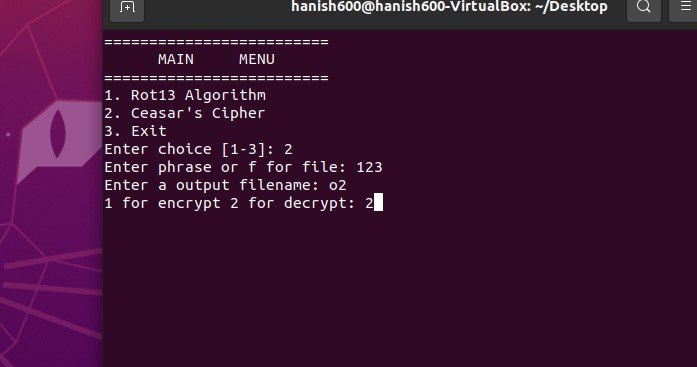 hanish600@hanish600-VirtualBox: ~/Desktop
=========================
MAIN MENU
=========================
1. Rot13 Algorithm
2. Ceasar's Cipher
3. Exit
Enter choice [1-3]: 2
Enter phrase or f for file: 123
Enter a output filename: o2
1 for encrypt 2 for decrypt: 2